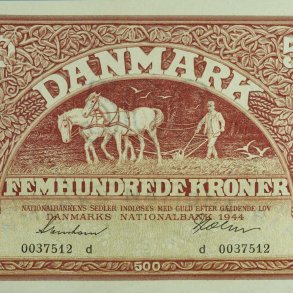 DANMARK
FEMHUNDREDE KRONER
NATIONALBANKENS SEDLER INDLØSES MED GULD EFTER GÆLDENDE LOV
DANMARKS NATIONALBANK 1944
0037512 d d 0037512
500